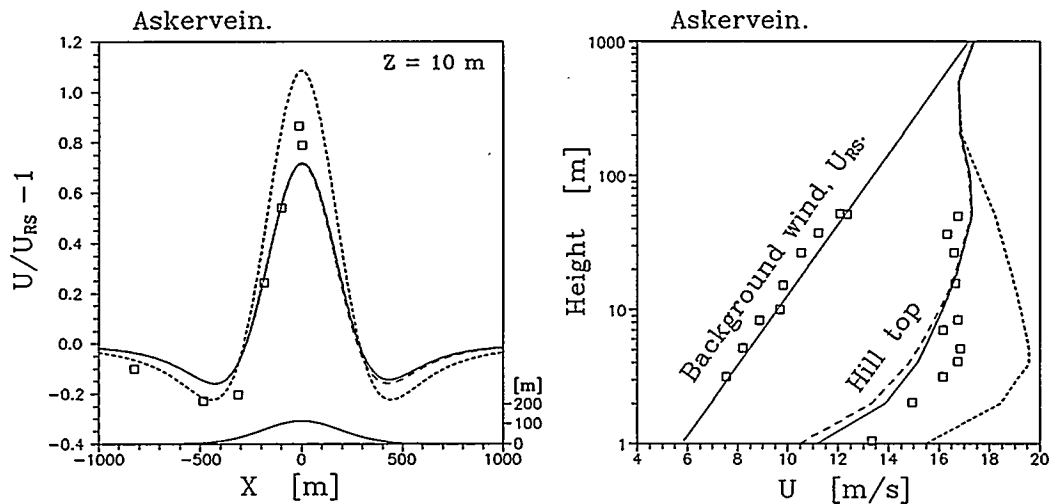 Askervein.
1.2
1.0
0.8
0.6
0.4
0.2
0.0
-0.2
-0.4
U/URS -1
Z = 10 m
[m]
200
100
0
-1000 -500 0 500 1000
X [m]
Askervein.
1000
100
10
1
Height [m]
Background wind, URS.
Hill top
4 6 8 10 12 14 16 18 20
U [m/s]